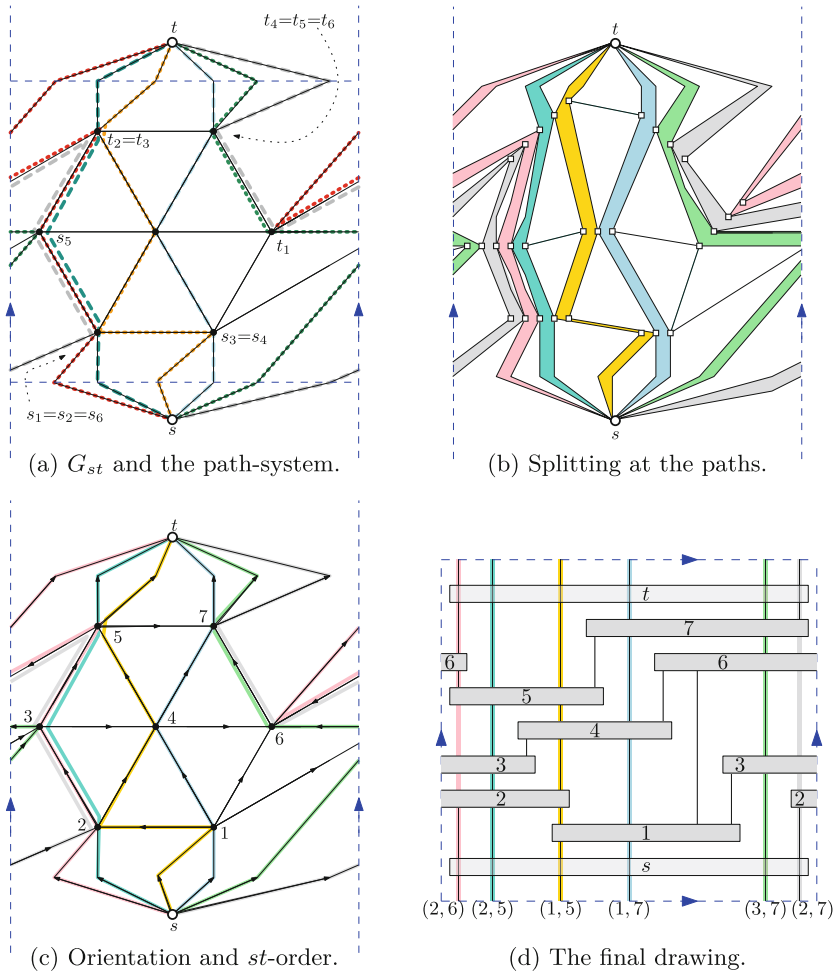 t
t₄=t₅=t₆
t₂=t₃
s₅
t₁
s₃=s₄
s₁=s₂=s₆
s
(a) Gₛₜ and the path-system.
t
s
(b) Splitting at the paths.
t
7
5
3
4
6
2
1
s
(c) Orientation and st-order.
t
7
6
6
5
4
3
3
2
2
1
s
(2, 6) (2, 5) (1, 5) (1, 7) (3, 7) (2, 7)
(d) The final drawing.